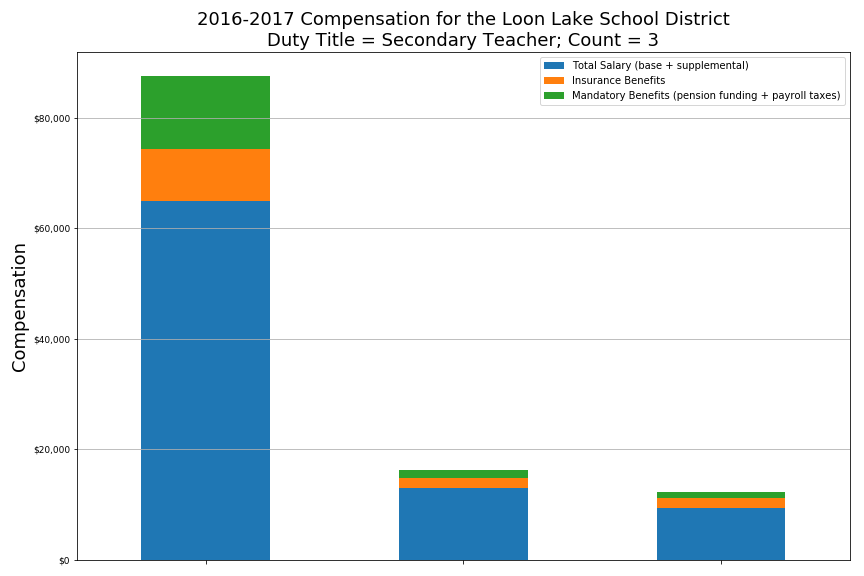 2016-2017 Compensation for the Loon Lake School District
Duty Title = Secondary Teacher; Count = 3
Total Salary (base + supplemental)
Insurance Benefits
Mandatory Benefits (pension funding + payroll taxes)
Compensation
$80,000
$60,000
$40,000
$20,000
$0